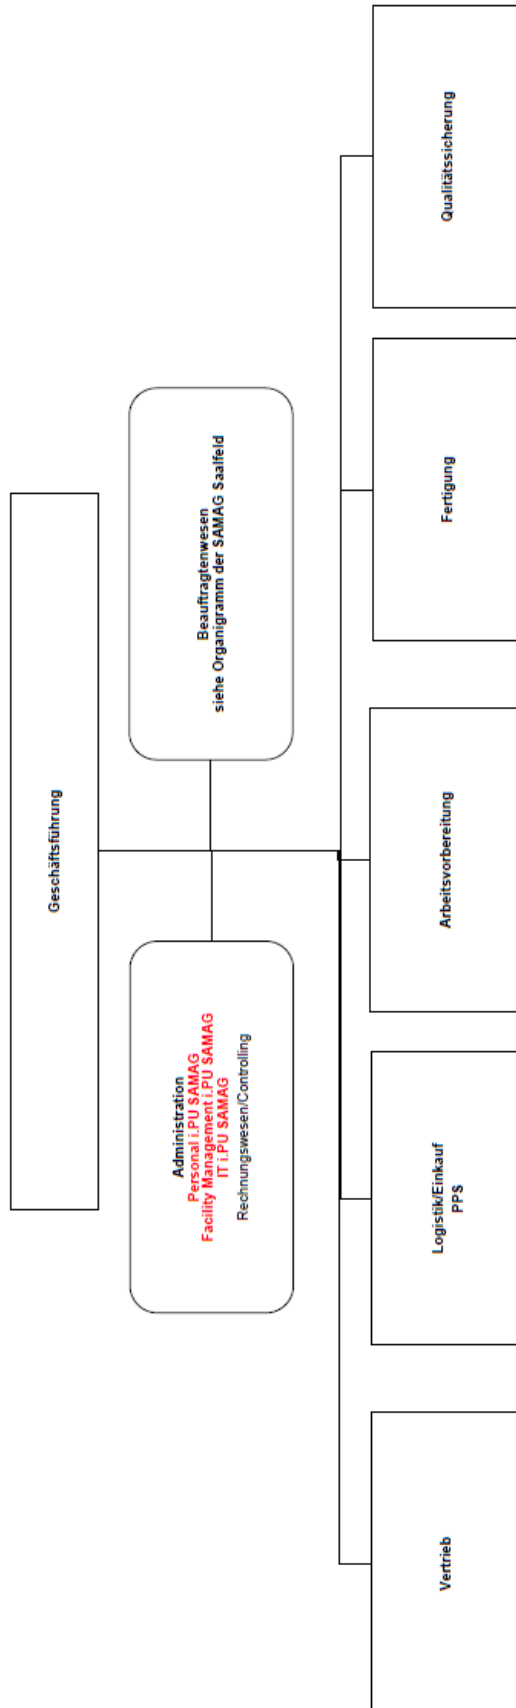 Geschäftsführung
Administration
Personal i.PU SAMAG
Facility Management i.PU SAMAG
IT i.PU SAMAG
Rechnungswesen/Controlling
Beauftragtenwesen
siehe Organigramm der SAMAG Saalfeld
Vertrieb
Logistik/Einkauf
PPS
Arbeitsvorbereitung
Fertigung
Qualitätssicherung